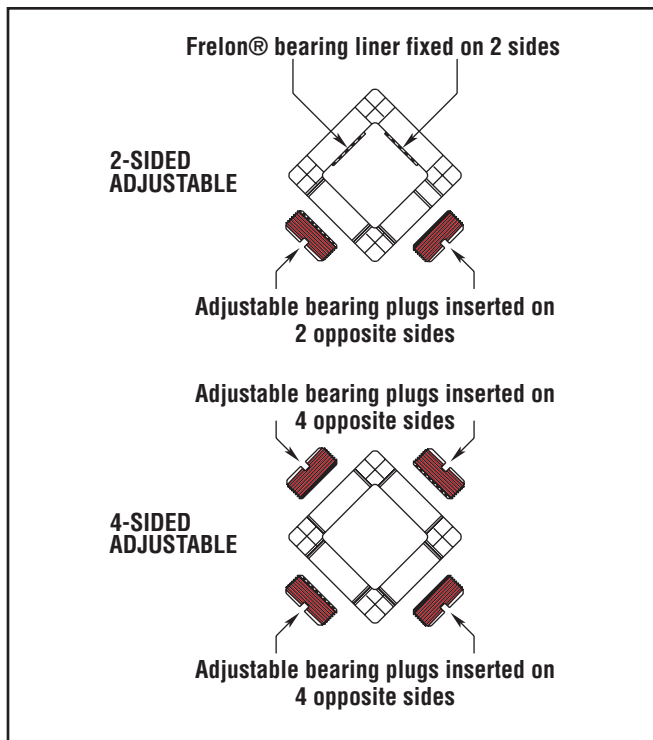 Frelon® bearing liner fixed on 2 sides
2-SIDED
ADJUSTABLE
Adjustable bearing plugs inserted on
2 opposite sides
Adjustable bearing plugs inserted on
4 opposite sides
4-SIDED
ADJUSTABLE
Adjustable bearing plugs inserted on
4 opposite sides